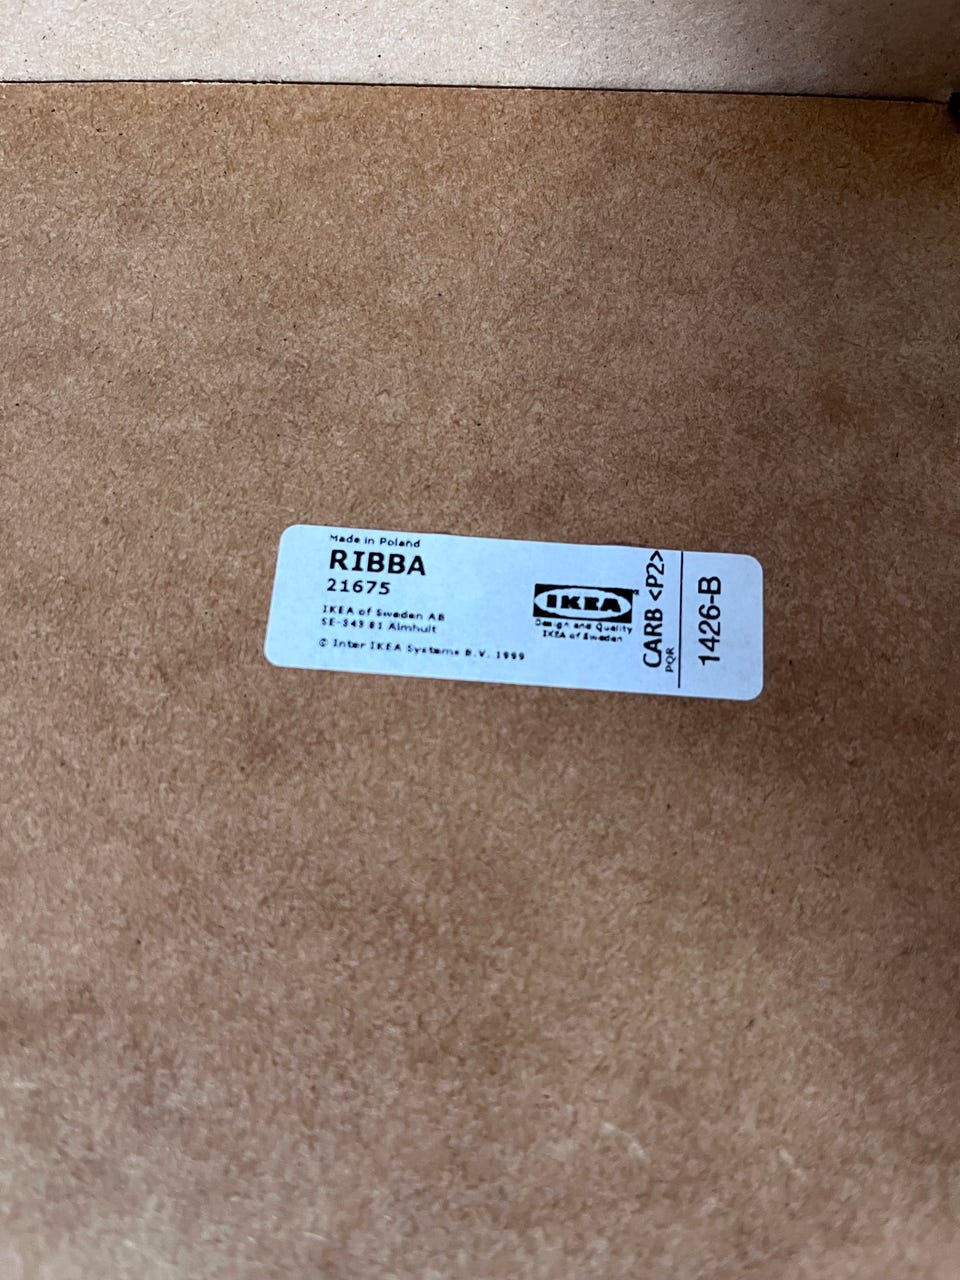 Made in Poland
RIBBA
21675
IKEA of Sweden AB
SE-343 81 Älmhult
© Inter IKEA Systems B.V. 1999
IKEA®
Design and Quality
IKEA of Sweden
CARB <P2>
PQR
1426-B